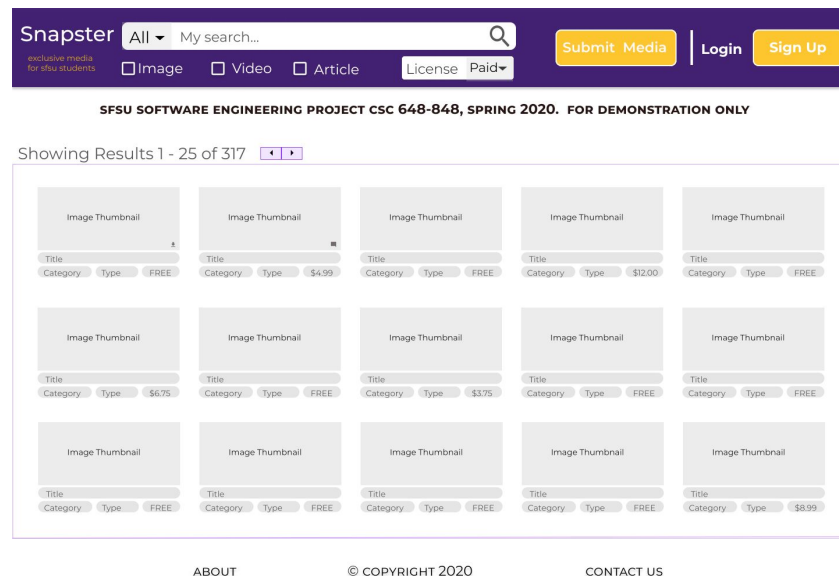 Snapster
All My search...
Submit Media
Login
Sign Up
exclusive media
for sfsu students
Image Video Article License Paid
SFSU SOFTWARE ENGINEERING PROJECT CSC 648-848, SPRING 2020. FOR DEMONSTRATION ONLY
Showing Results 1 - 25 of 317
Image Thumbnail Image Thumbnail Image Thumbnail Image Thumbnail Image Thumbnail
Title Title Title Title Title
Category Type FREE Category Type $4.99 Category Type FREE Category Type $12.00 Category Type FREE
Image Thumbnail Image Thumbnail Image Thumbnail Image Thumbnail Image Thumbnail
Title Title Title Title Title
Category Type $6.75 Category Type FREE Category Type $3.75 Category Type FREE Category Type FREE
Image Thumbnail Image Thumbnail Image Thumbnail Image Thumbnail Image Thumbnail
Title Title Title Title Title
Category Type FREE Category Type FREE Category Type FREE Category Type FREE Category Type $8.99
ABOUT © COPYRIGHT 2020 CONTACT US